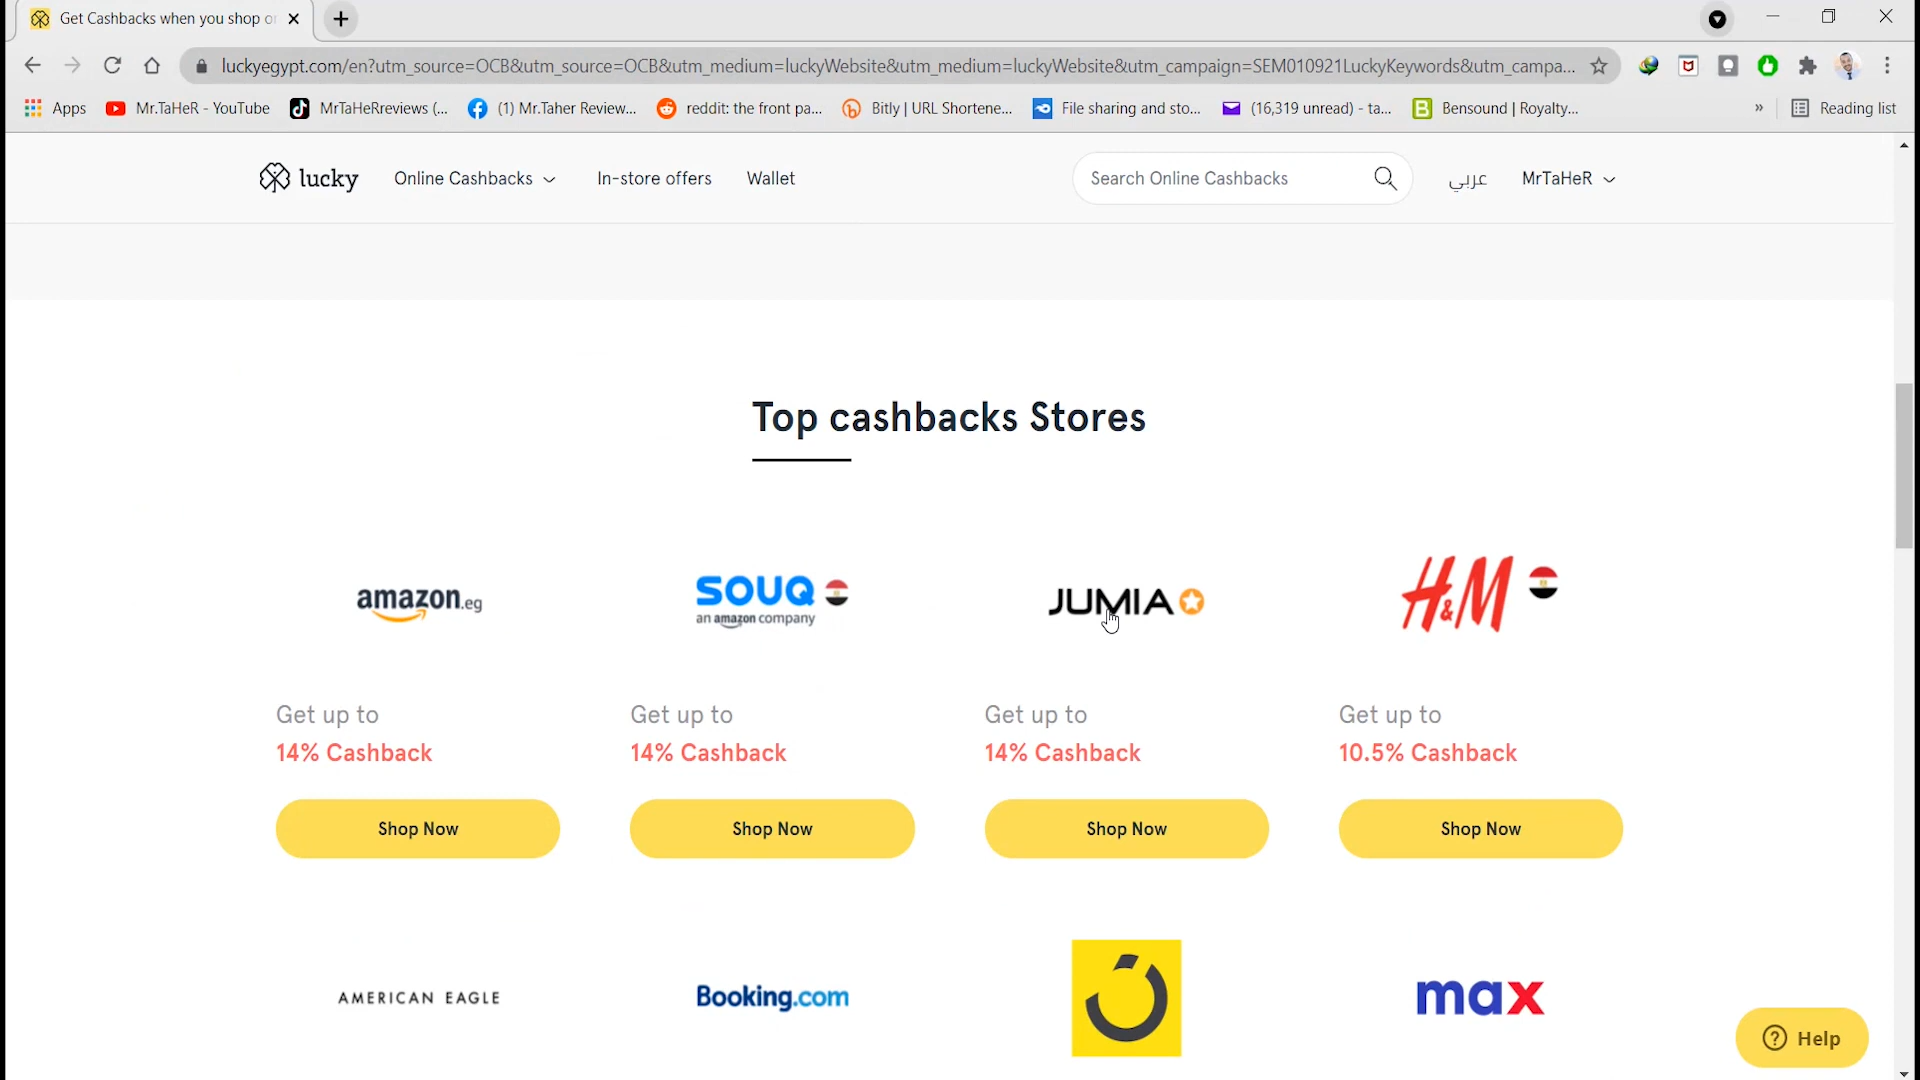 Get Cashbacks when you shop or
luckyegypt.com/en?utm_source=OCB&utm_source=OCB&utm_medium=luckyWebsite&utm_medium=luckyWebsite&utm_campaign=SEM010921LuckyKeywords&utm_campa...
Apps Mr.TaHeR - YouTube MrTaHeRreviews (... (1) Mr.Taher Review... reddit: the front pa... Bitly | URL Shortene... File sharing and sto... (16,319 unread) - ta... Bensound | Royalty... » Reading list
lucky Online Cashbacks In-store offers Wallet Search Online Cashbacks عربي MrTaHeR
Top cashbacks Stores
amazon.eg SOUQ JUMIA H&M
an amazon company
Get up to Get up to Get up to Get up to
14% Cashback 14% Cashback 14% Cashback 10.5% Cashback
Shop Now Shop Now Shop Now Shop Now
AMERICAN EAGLE Booking.com max
Help